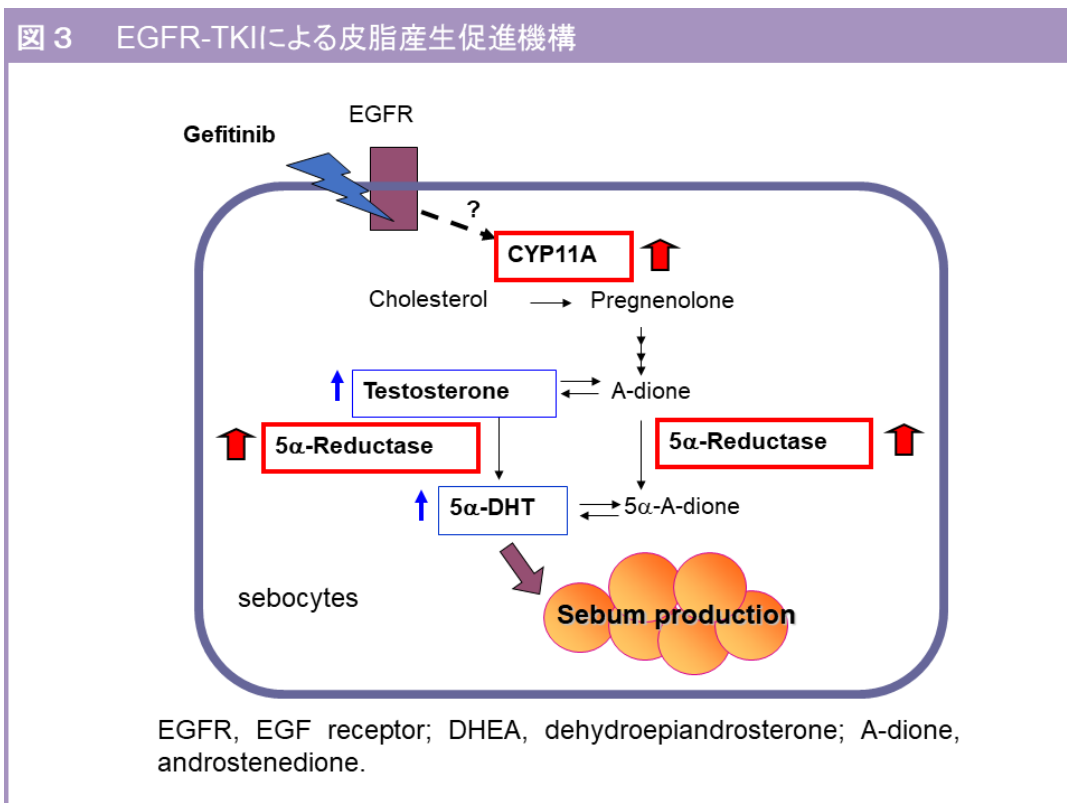 図 3 EGFR-TKIによる皮脂産生促進機構
EGFR
Gefitinib
?
CYP11A
Cholesterol Pregnenolone
Testosterone A-dione
5α-Reductase 5α-Reductase
5α-DHT 5α-A-dione
sebocytes
Sebum production
EGFR, EGF receptor; DHEA, dehydroepiandrosterone; A-dione,
androstenedione.